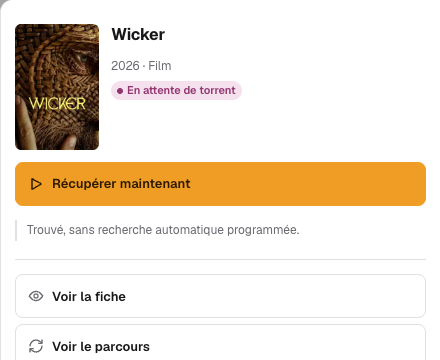 Wicker
2026 · Film
En attente de torrent
WICKER
Récupérer maintenant
Trouvé, sans recherche automatique programmée.
Voir la fiche
Voir le parcours